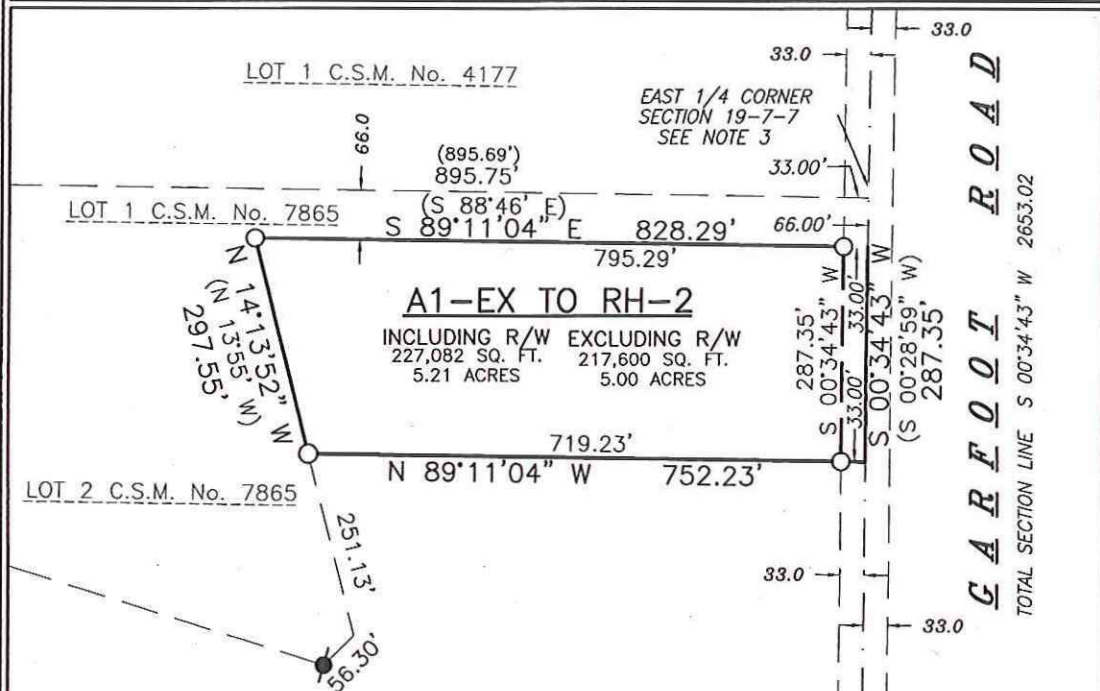 33.0
33.0
LOT 1 C.S.M. No. 4177
EAST 1/4 CORNER
SECTION 19-7-7
SEE NOTE 3
66.0
(895.69')
895.75'
33.00'
(S 88°46' E)
LOT 1 C.S.M. No. 7865
S 89°11'04" E 828.29'
66.00'
795.29'
N 14°13'52" W
(N 13°55' W)
297.55'
A1-EX TO RH-2
INCLUDING R/W EXCLUDING R/W
227,082 SQ. FT. 217,600 SQ. FT.
5.21 ACRES 5.00 ACRES
287.35'
S 00°34'43" W
33.00'
33.00'
S 00°34'43" W
(S 00°28'59" W)
287.35'
GARFOOT ROAD
TOTAL SECTION LINE S 00°34'43" W 2653.02
719.23'
N 89°11'04" W 752.23'
LOT 2 C.S.M. No. 7865
251.13'
56.30'
33.0
33.0